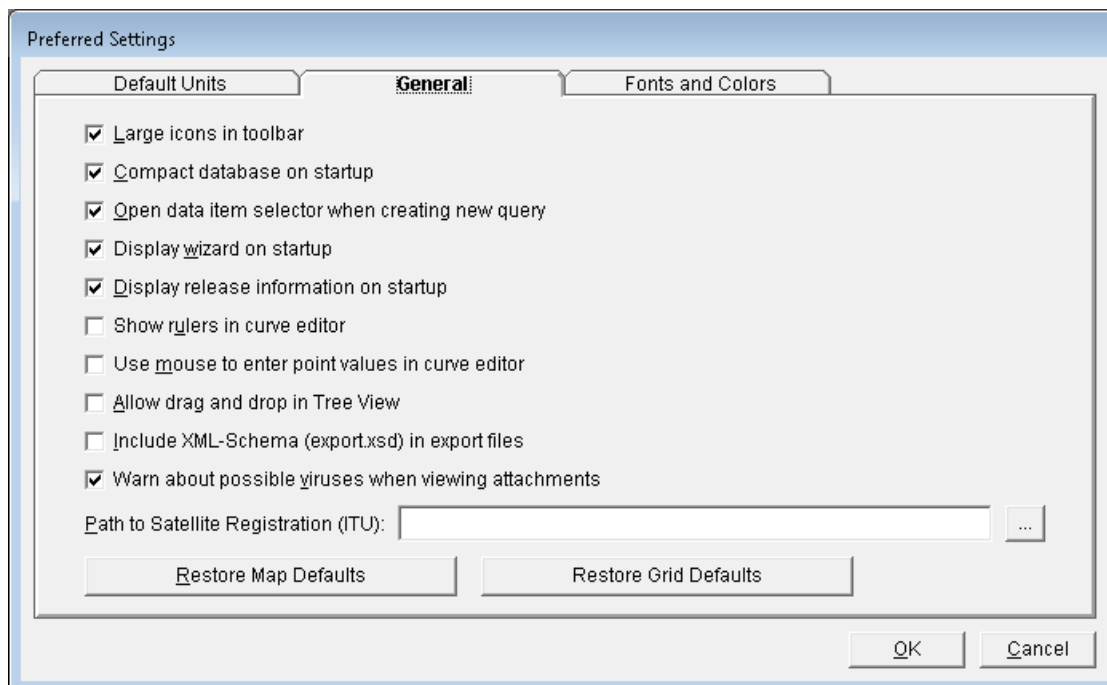 Preferred Settings
Default Units General Fonts and Colors
Large icons in toolbar
Compact database on startup
Open data item selector when creating new query
Display wizard on startup
Display release information on startup
Show rulers in curve editor
Use mouse to enter point values in curve editor
Allow drag and drop in Tree View
Include XML-Schema (export.xsd) in export files
Warn about possible viruses when viewing attachments
Path to Satellite Registration (ITU): ...
Restore Map Defaults Restore Grid Defaults
OK Cancel